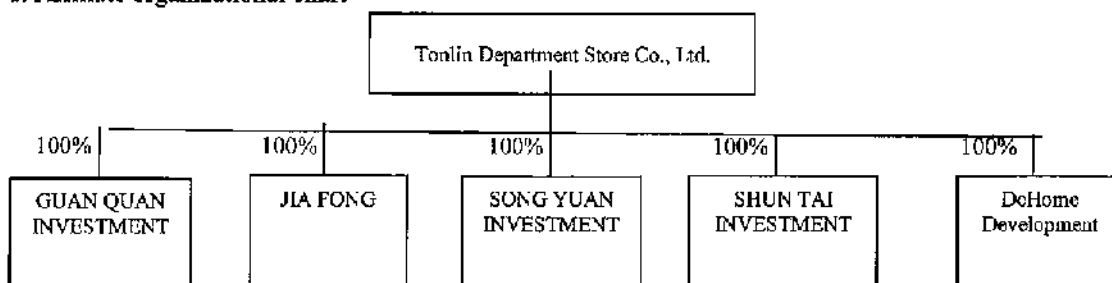 Tonlin Department Store Co., Ltd.
100% 100% 100% 100% 100%
GUAN QUAN INVESTMENT
JIA FONG
SONG YUAN INVESTMENT
SHUN TAI INVESTMENT
DeHome Development